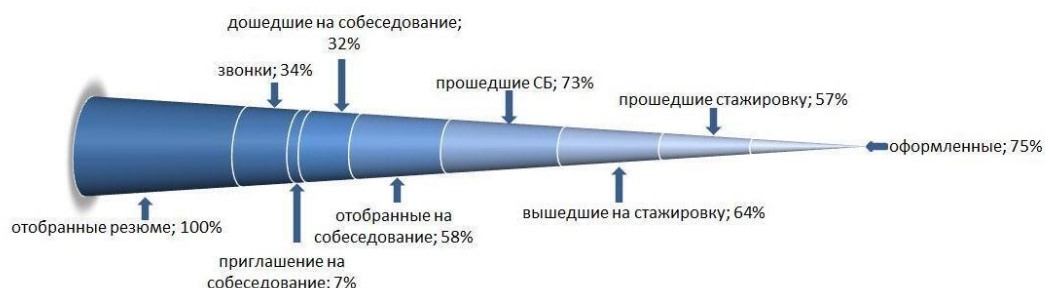 дошедшие на собеседование;
32%
звонки; 34%
прошедшие СБ; 73%
прошедшие стажировку; 57%
оформленные; 75%
отобранные резюме; 100%
приглашение на
собеседование; 7%
отобранные на
собеседование; 58%
вышедшие на стажировку; 64%